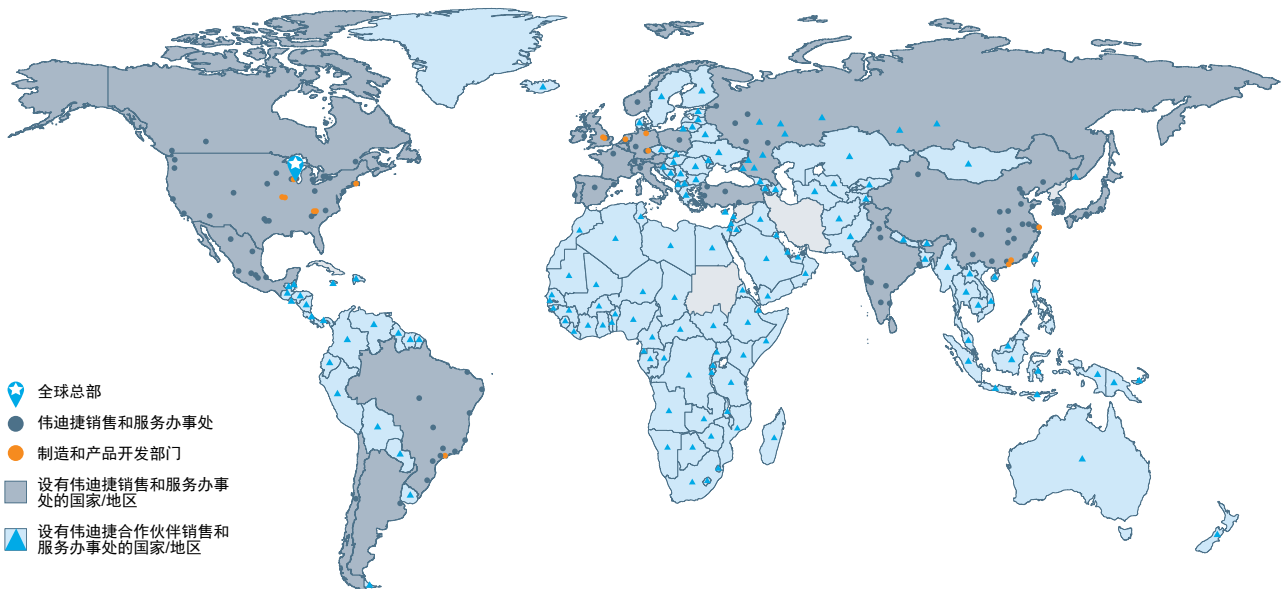 全球总部
伟迪捷销售和服务办事处
制造和产品开发部门
设有伟迪捷销售和服务办事
处的国家/地区
设有伟迪捷合作伙伴销售和
服务办事处的国家/地区